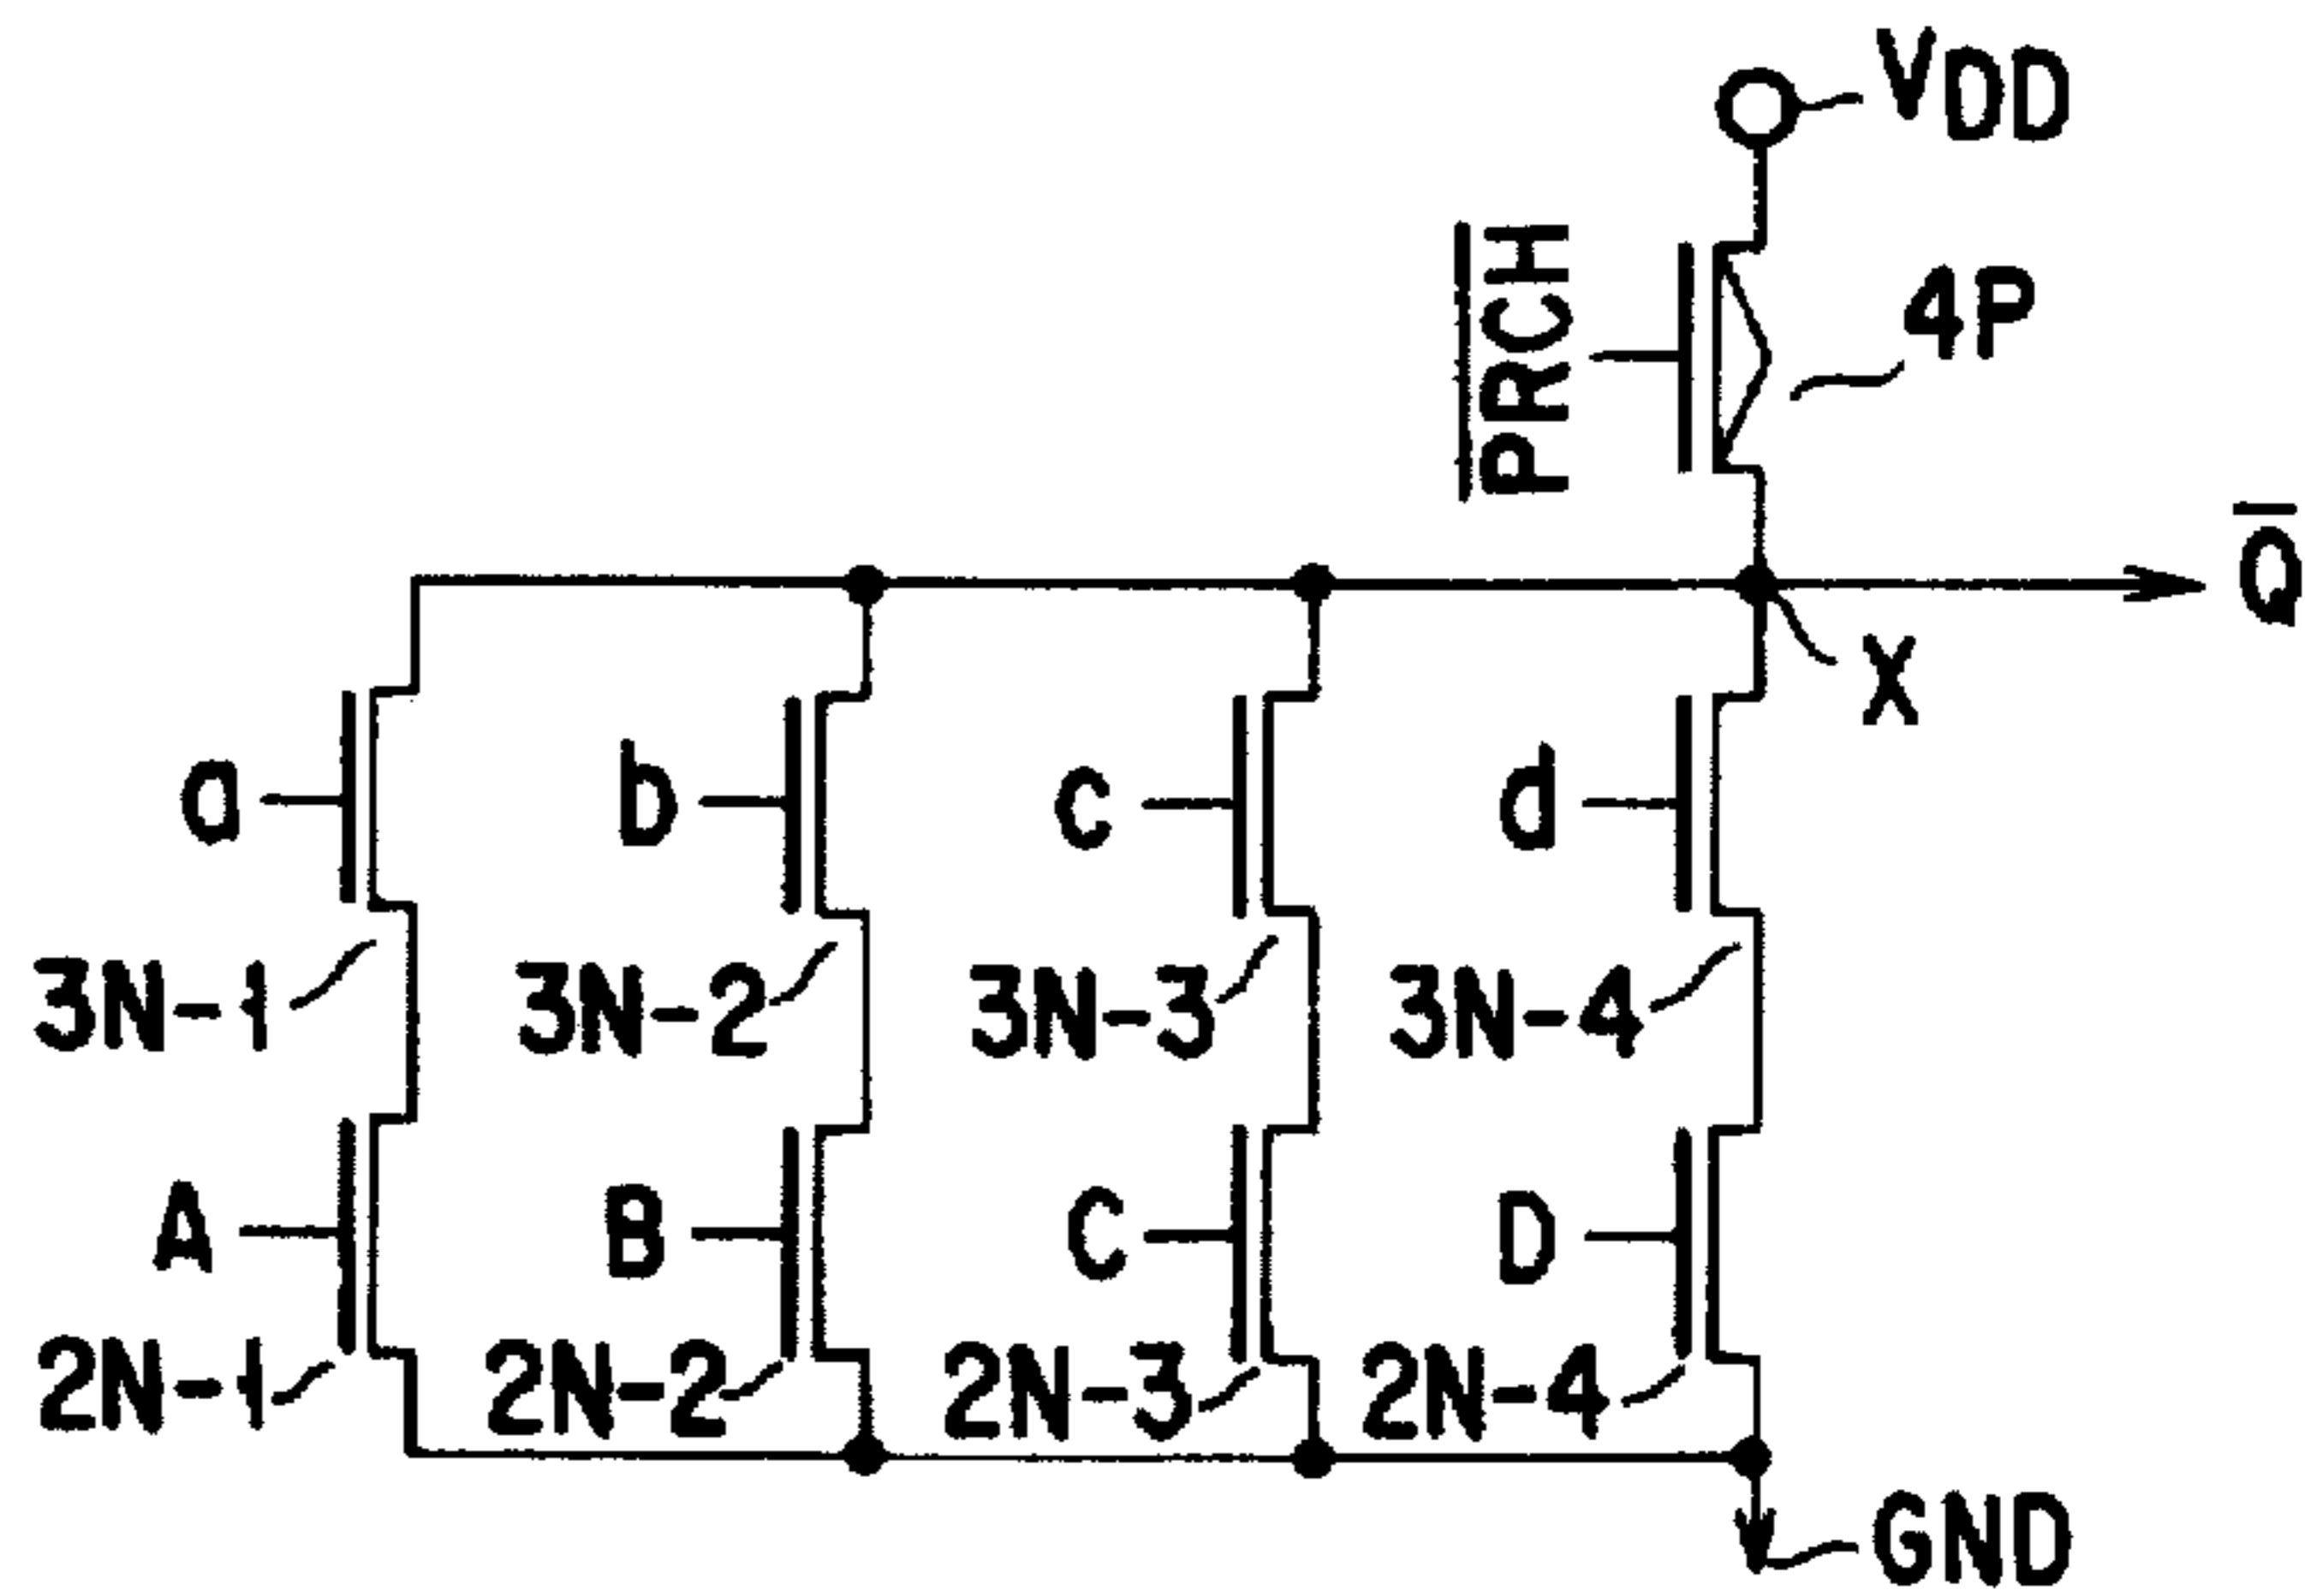 VDD
PRCH
4P
Q
X
a
b
c
d
3N-1
3N-2
3N-3
3N-4
A
B
C
D
2N-1
2N-2
2N-3
2N-4
GND